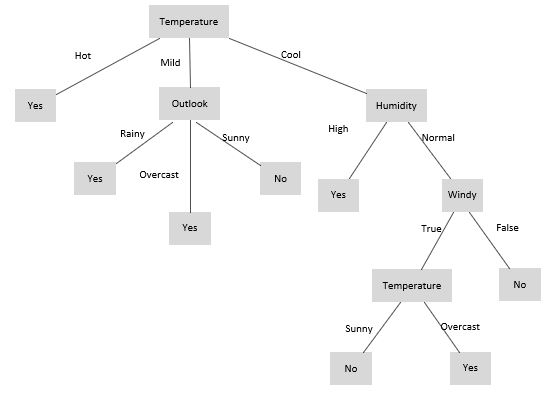 Temperature
Hot
Mild
Cool
Yes
Outlook
Humidity
Rainy
Sunny
High
Normal
Yes
Overcast
No
Yes
Windy
Yes
True
False
Temperature
No
Sunny
Overcast
No
Yes